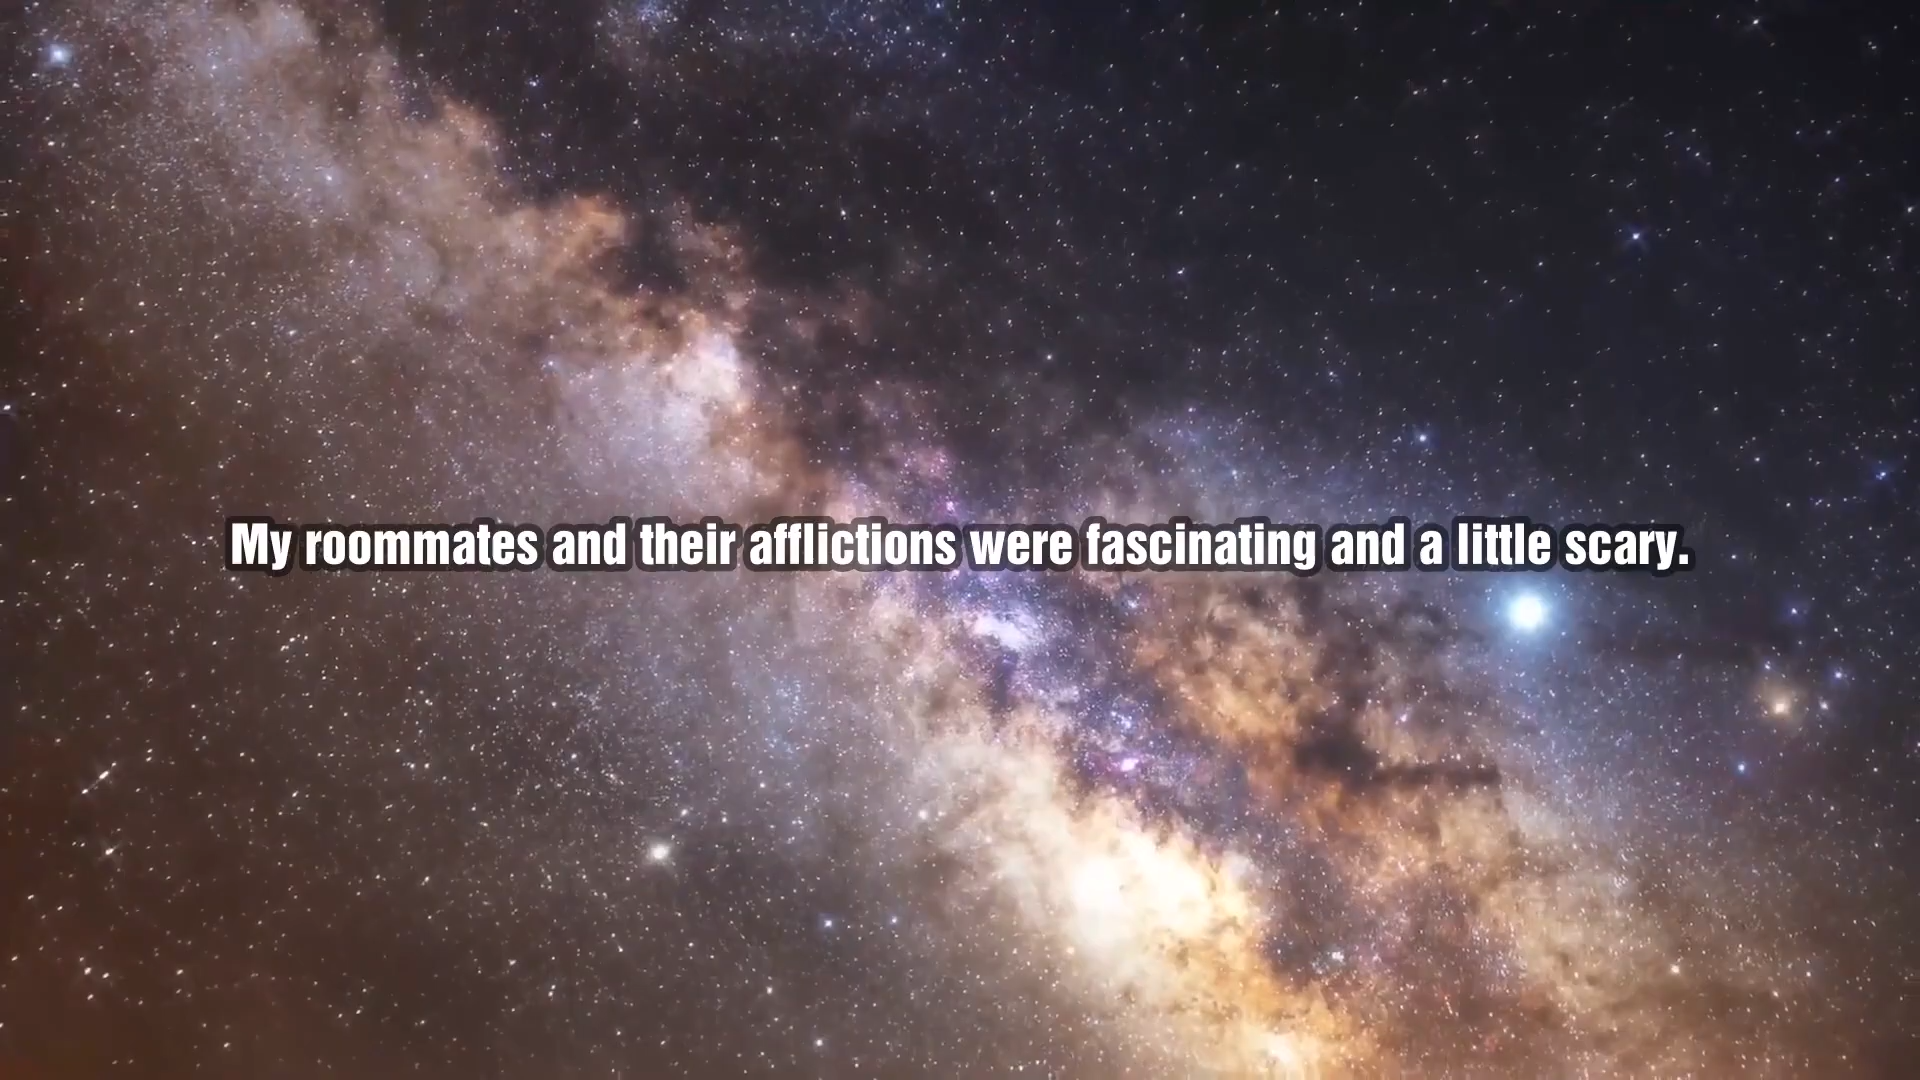 My roommates and their afflictions were fascinating and a little scary.